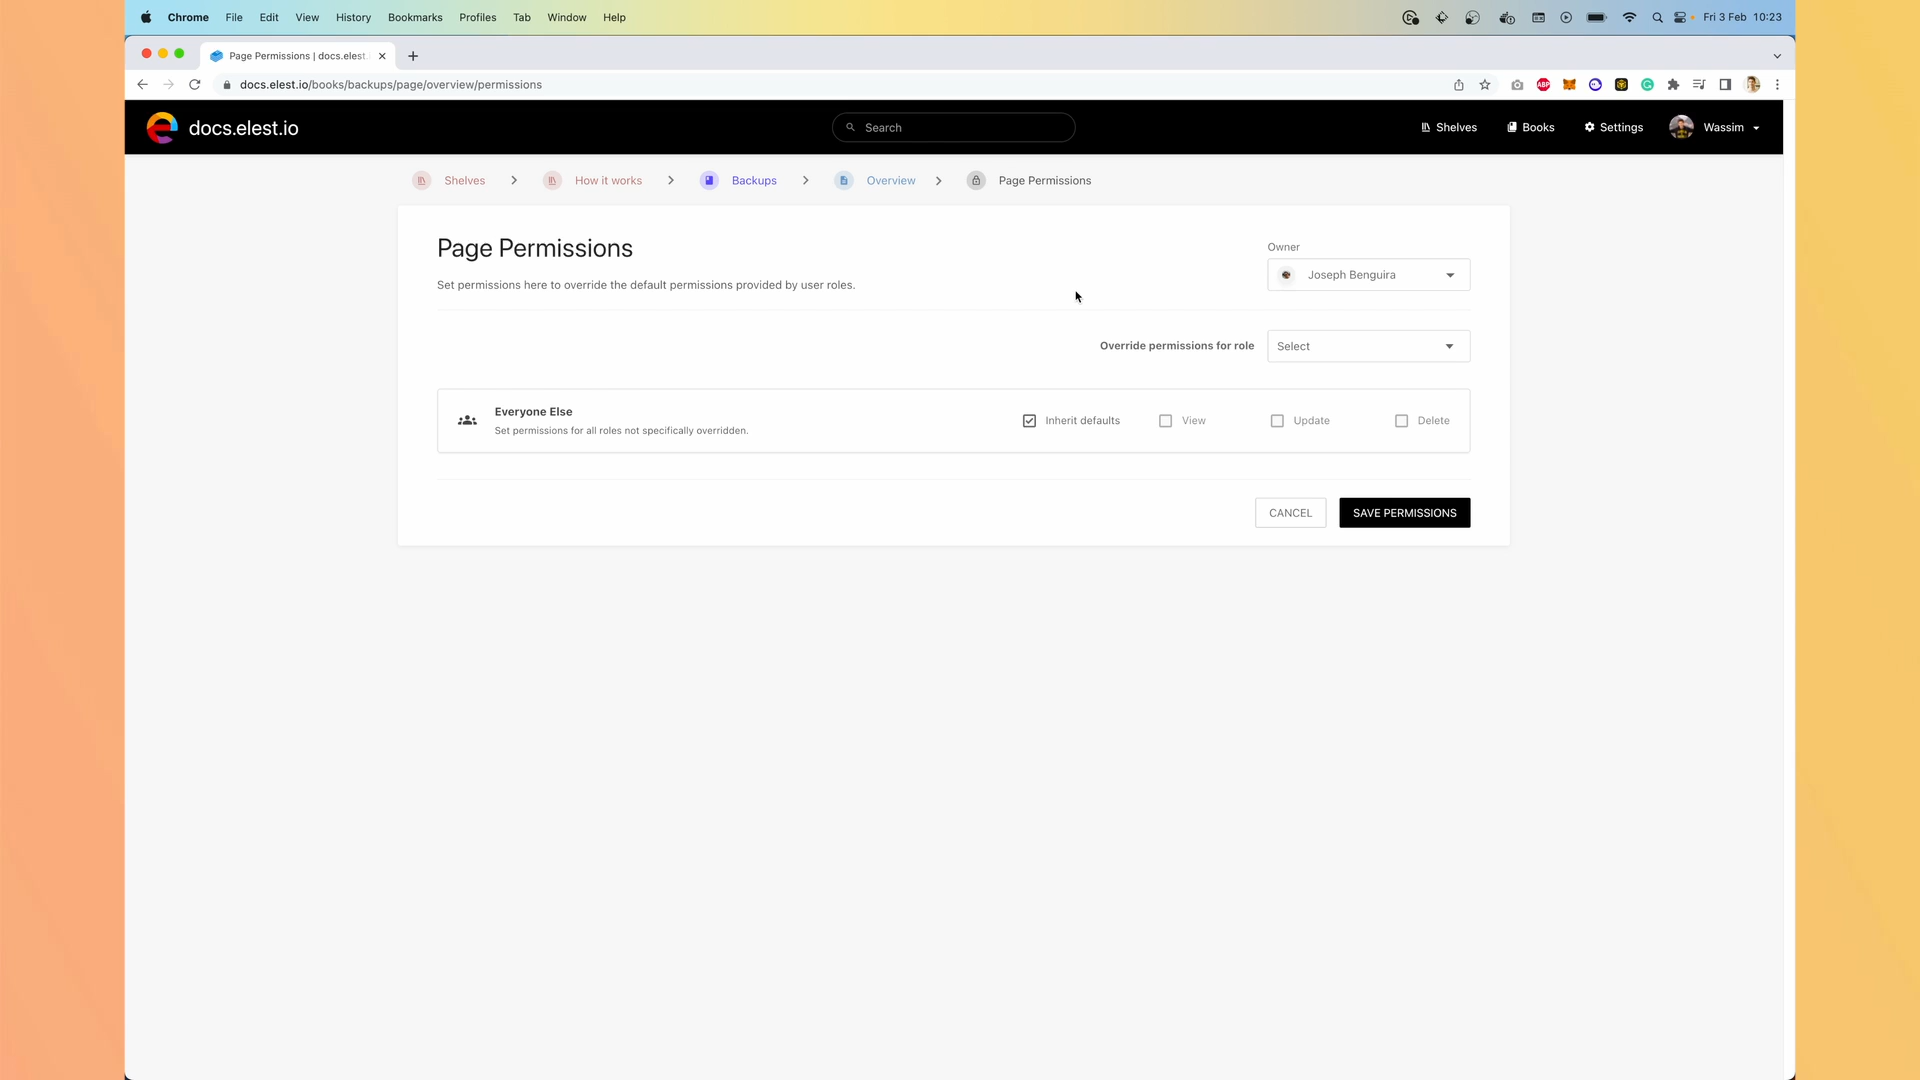 Chrome File Edit View History Bookmarks Profiles Tab Window Help Fri 3 Feb 10:23
Page Permissions | docs.elest.
docs.elest.io/books/backups/page/overview/permissions ABP
docs.elest.io Search Shelves Books Settings Wassim
Shelves How it works Backups Overview Page Permissions
Page Permissions
Set permissions here to override the default permissions provided by user roles.
Owner
Joseph Benguira
Override permissions for role Select
Everyone Else
Set permissions for all roles not specifically overridden.
Inherit defaults View Update Delete
CANCEL SAVE PERMISSIONS